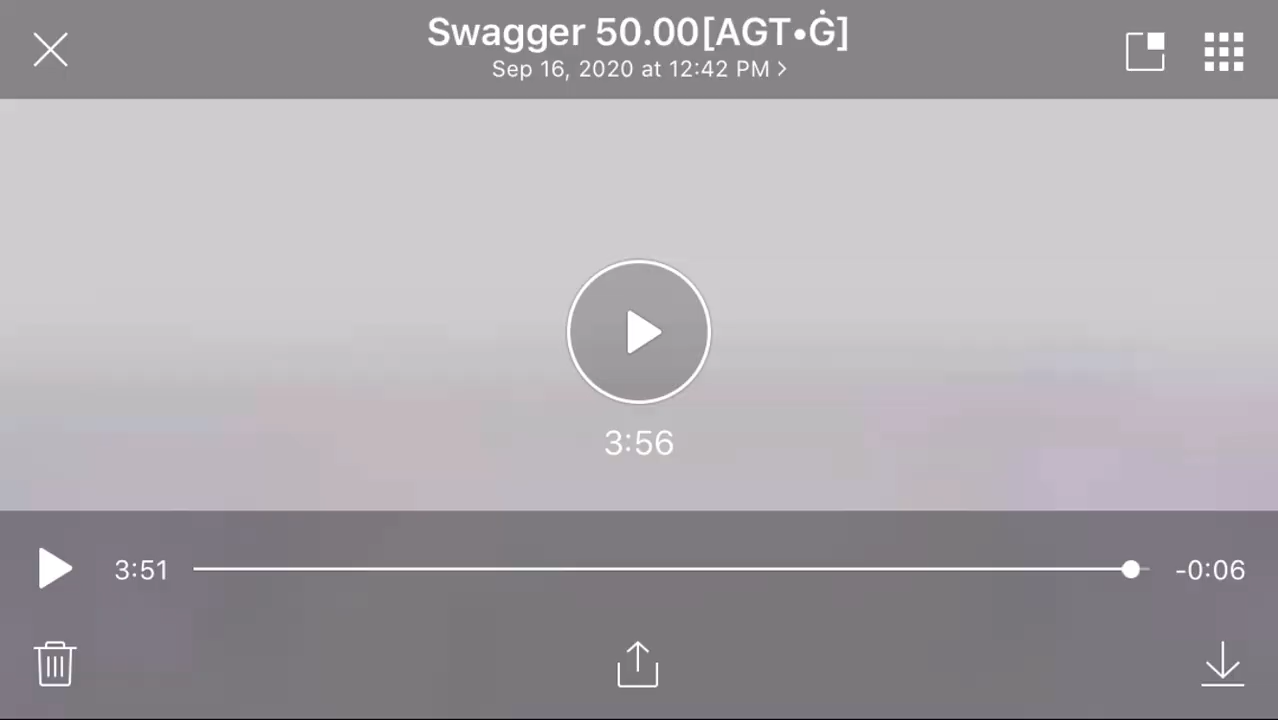 Swagger 50.00[AGT•Ġ]
Sep 16, 2020 at 12:42 PM >
3:56
3:51
-0:06